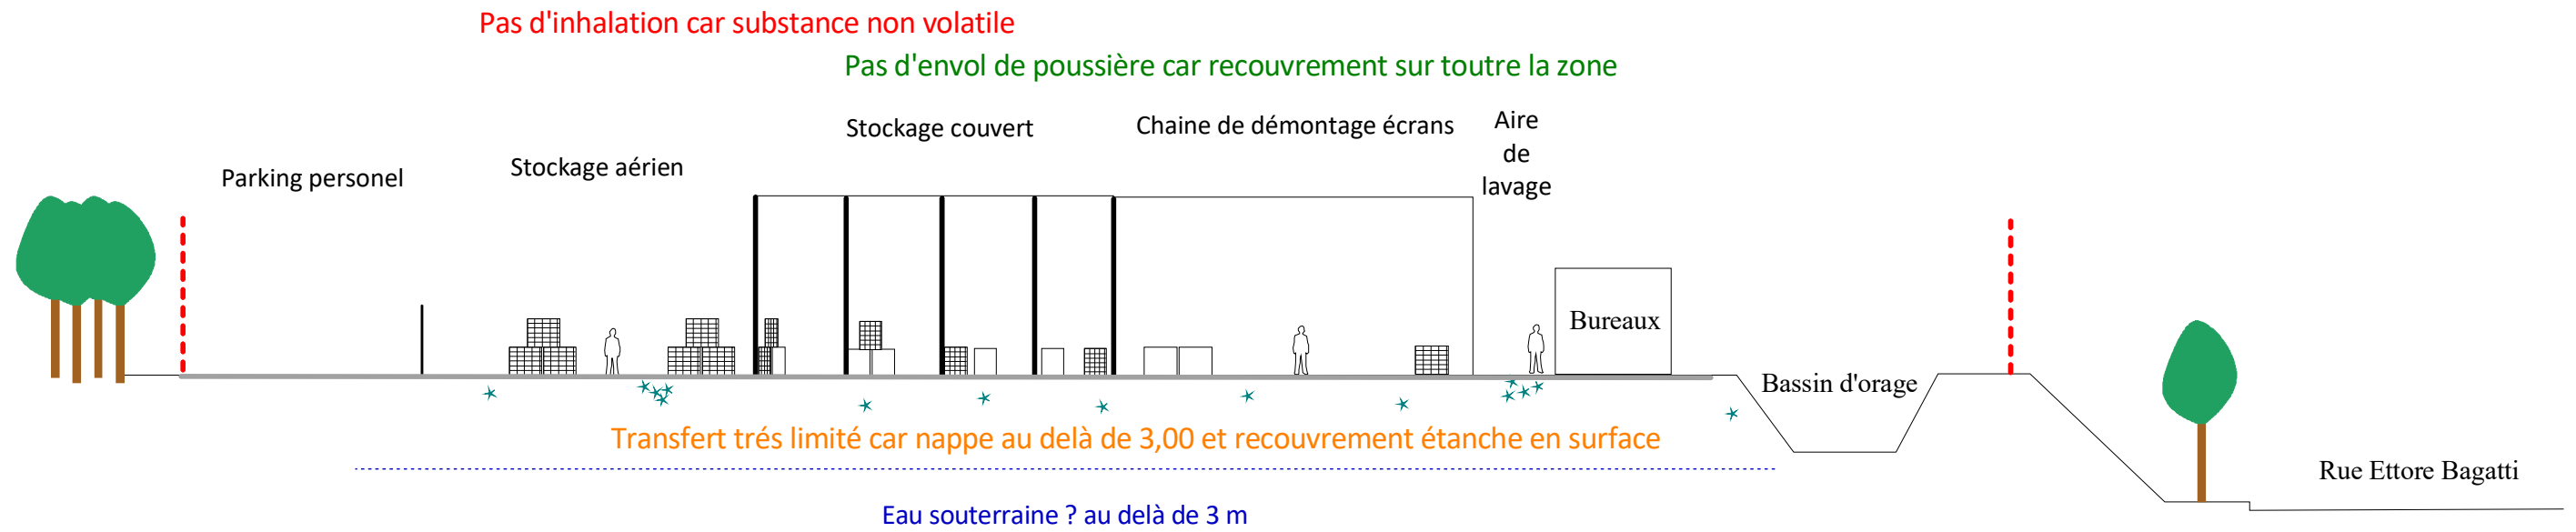 Pas d'inhalation car substance non volatile
Pas d'envol de poussière car recouvrement sur toutre la zone
Parking personel
Stockage aérien
Stockage couvert
Chaine de démontage écrans
Aire
de
lavage
Bureaux
Bassin d'orage
Transfert trés limité car nappe au delà de 3,00 et recouvrement étanche en surface
Rue Ettore Bagatti
Eau souterraine ? au delà de 3 m